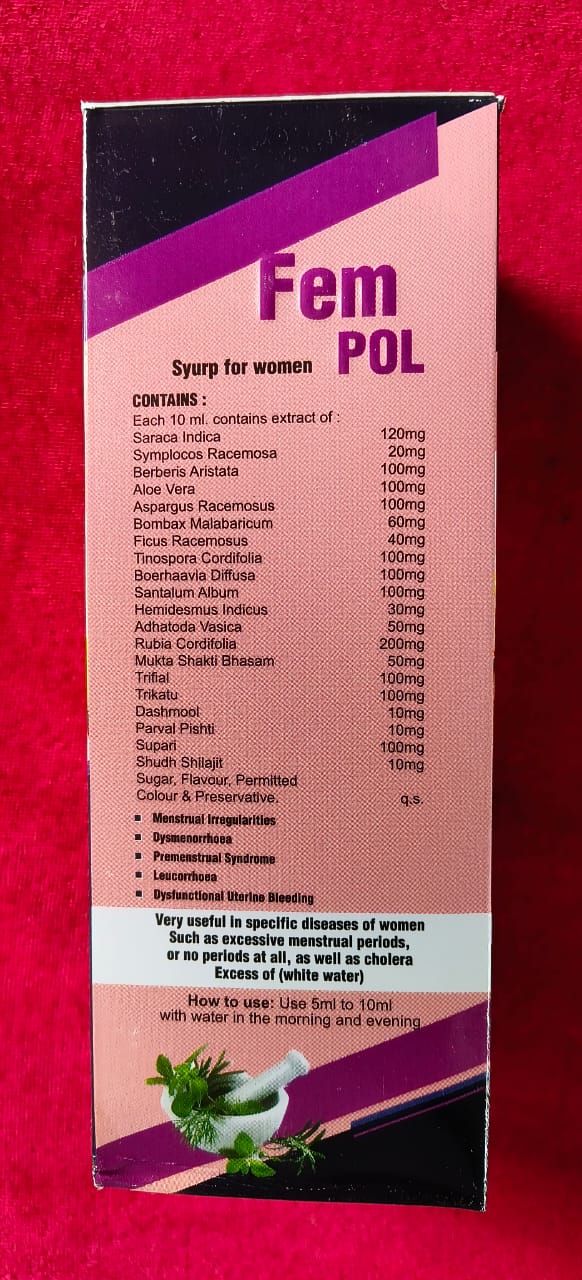 Fem
POL
Syurp for women
CONTAINS :
Each 10 ml. contains extract of :
Saraca Indica 120mg
Symplocos Racemosa 20mg
Berberis Aristata 100mg
Aloe Vera 100mg
Aspargus Racemosus 100mg
Bombax Malabaricum 60mg
Ficus Racemosus 40mg
Tinospora Cordifolia 100mg
Boerhaavia Diffusa 100mg
Santalum Album 100mg
Hemidesmus Indicus 30mg
Adhatoda Vasica 50mg
Rubia Cordifolia 200mg
Mukta Shakti Bhasam 50mg
Trifial 100mg
Trikatu 100mg
Dashmool 10mg
Parval Pishti 10mg
Supari 100mg
Shudh Shilajit 10mg
Sugar, Flavour, Permitted
Colour & Preservative. q.s.
▪ Menstrual Irregularities
▪ Dysmenorrhoea
▪ Premenstrual Syndrome
▪ Leucorrhoea
▪ Dysfunctional Uterine Bleeding
Very useful in specific diseases of women
Such as excessive menstrual periods,
or no periods at all, as well as cholera
Excess of (white water)
How to use: Use 5ml to 10ml
with water in the morning and evening